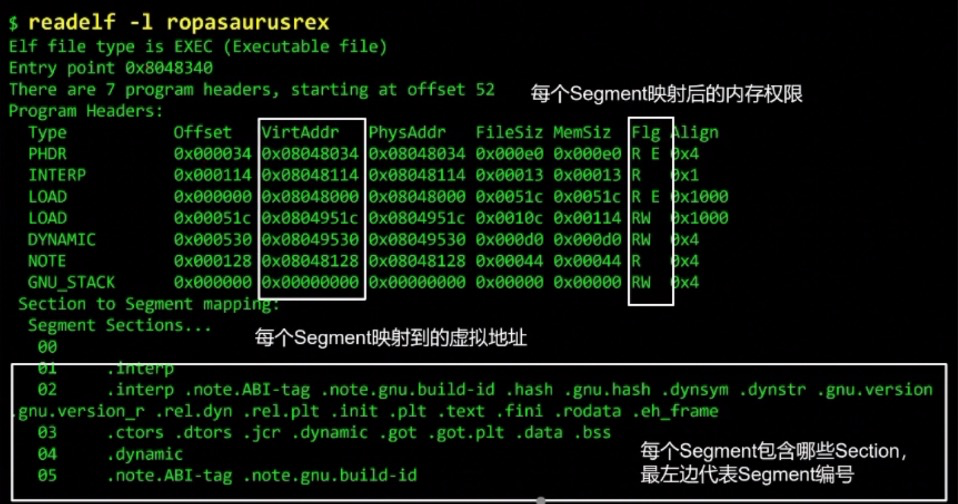 $ readelf -l ropasaurusrex
Elf file type is EXEC (Executable file)
Entry point 0x8048340
There are 7 program headers, starting at offset 52
每个Segment映射后的内存权限
Program Headers:
Type Offset VirtAddr PhysAddr FileSiz MemSiz Flg Align
PHDR 0x000034 0x08048034 0x08048034 0x000e0 0x000e0 R E 0x4
INTERP 0x000114 0x08048114 0x08048114 0x00013 0x00013 R 0x1
LOAD 0x000000 0x08048000 0x08048000 0x0051c 0x0051c R E 0x1000
LOAD 0x00051c 0x0804951c 0x0804951c 0x0010c 0x00114 RW 0x1000
DYNAMIC 0x000530 0x08049530 0x08049530 0x000d0 0x000d0 RW 0x4
NOTE 0x000128 0x08048128 0x08048128 0x00044 0x00044 R 0x4
GNU_STACK 0x000000 0x00000000 0x00000000 0x00000 0x00000 RW 0x4
Section to Segment mapping:
Segment Sections...
每个Segment映射到的虚拟地址
00
01 .interp
02 .interp .note.ABI-tag .note.gnu.build-id .hash .gnu.hash .dynsym .dynstr .gnu.version
.gnu.version_r .rel.dyn .rel.plt .init .plt .text .fini .rodata .eh_frame
03 .ctors .dtors .jcr .dynamic .got .got.plt .data .bss
04 .dynamic
05 .note.ABI-tag .note.gnu.build-id
每个Segment包含哪些Section，
最左边代表Segment编号